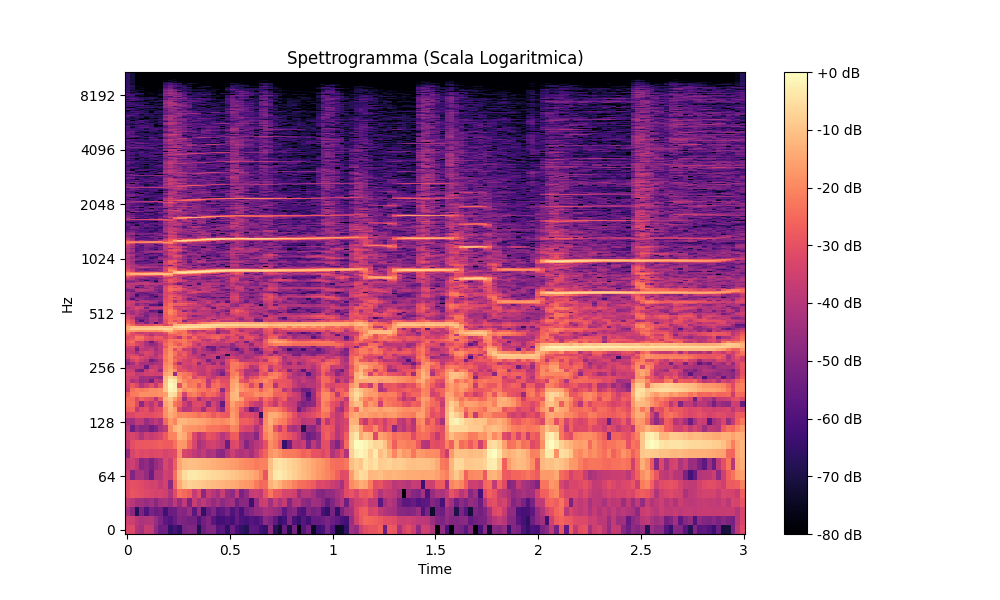 Spettrogramma (Scala Logaritmica)
8192
4096
2048
1024
512
256
128
64
0
Hz
0
0.5
1
1.5
2
2.5
3
Time
+0 dB
-10 dB
-20 dB
-30 dB
-40 dB
-50 dB
-60 dB
-70 dB
-80 dB